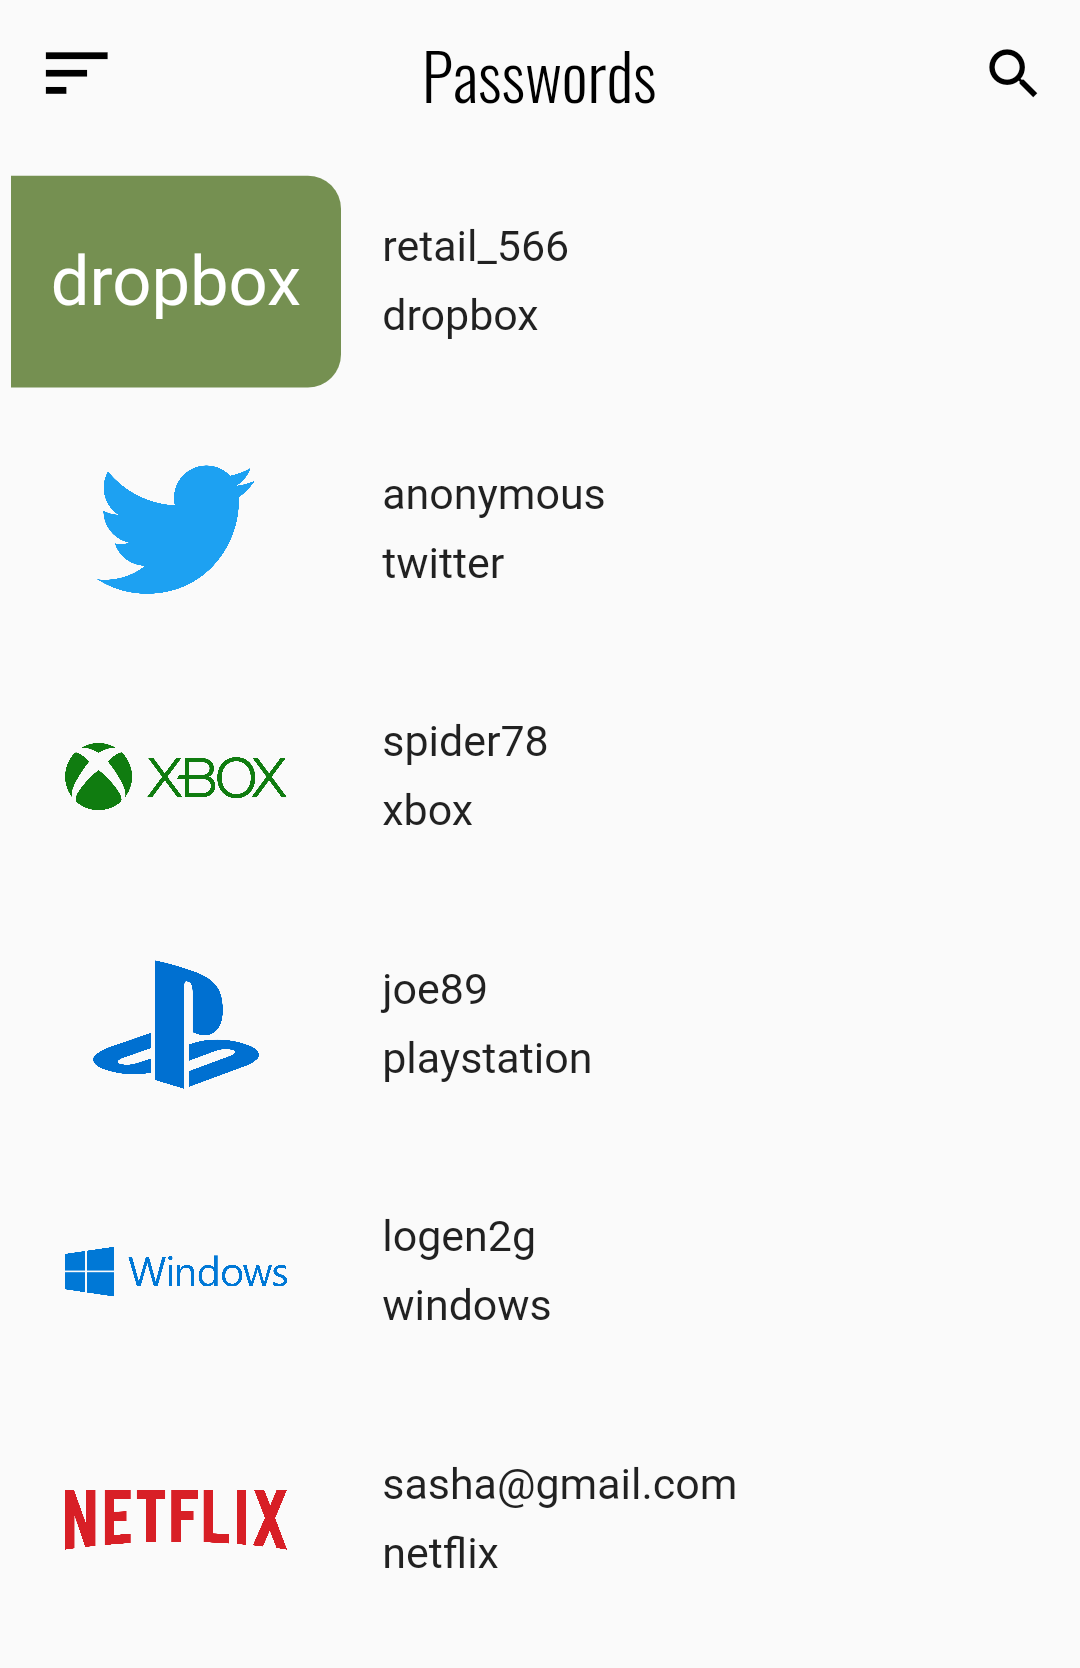 Passwords
dropbox
retail_566
dropbox
anonymous
twitter
XBOX
spider78
xbox
joe89
playstation
Windows
logen2g
windows
NETFLIX
sasha@gmail.com
netflix